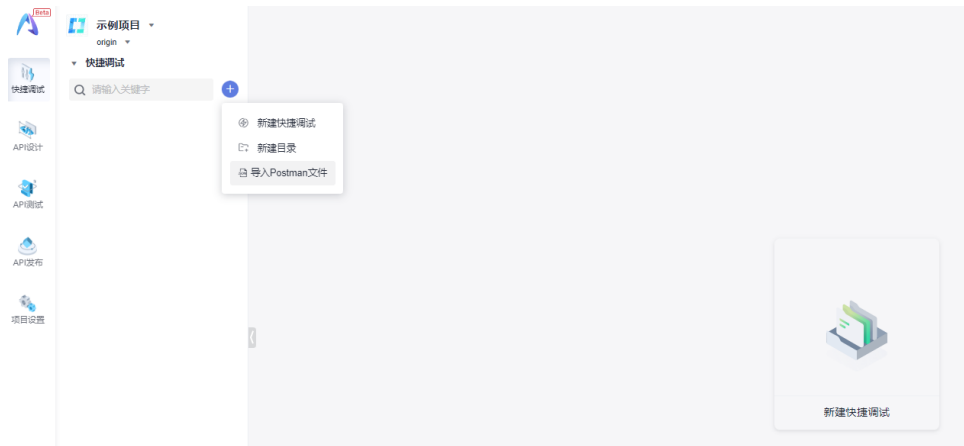 Beta
示例项目
origin
快捷调试
快捷调试
请输入关键字
新建快捷调试
API设计
新建目录
导入Postman文件
API测试
API发布
项目设置
新建快捷调试